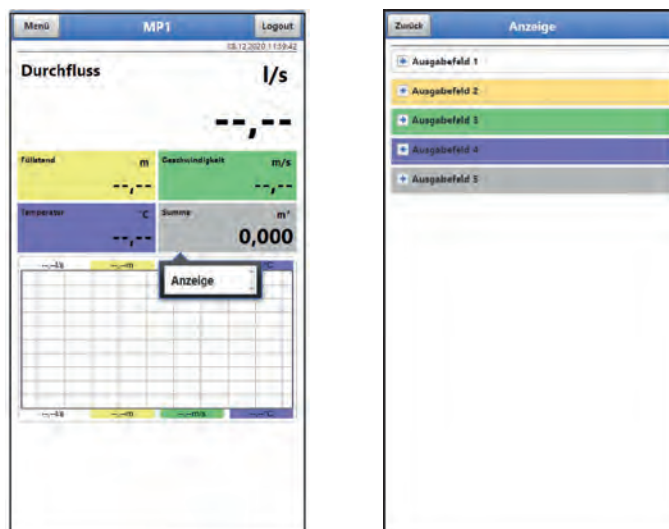 Menü MP1 Logout
08.12.2020 11:59:42
Durchfluss l/s
--,--
Füllstand m Geschwindigkeit m/s
--,-- --,--
Temperatur °C Summe m³
--,-- 0,000
--,--l/s --,--m °C
Anzeige
--,--l/s --,--m --,--m/s --,--°C
Zurück Anzeige
Ausgabefeld 1
Ausgabefeld 2
Ausgabefeld 3
Ausgabefeld 4
Ausgabefeld 5